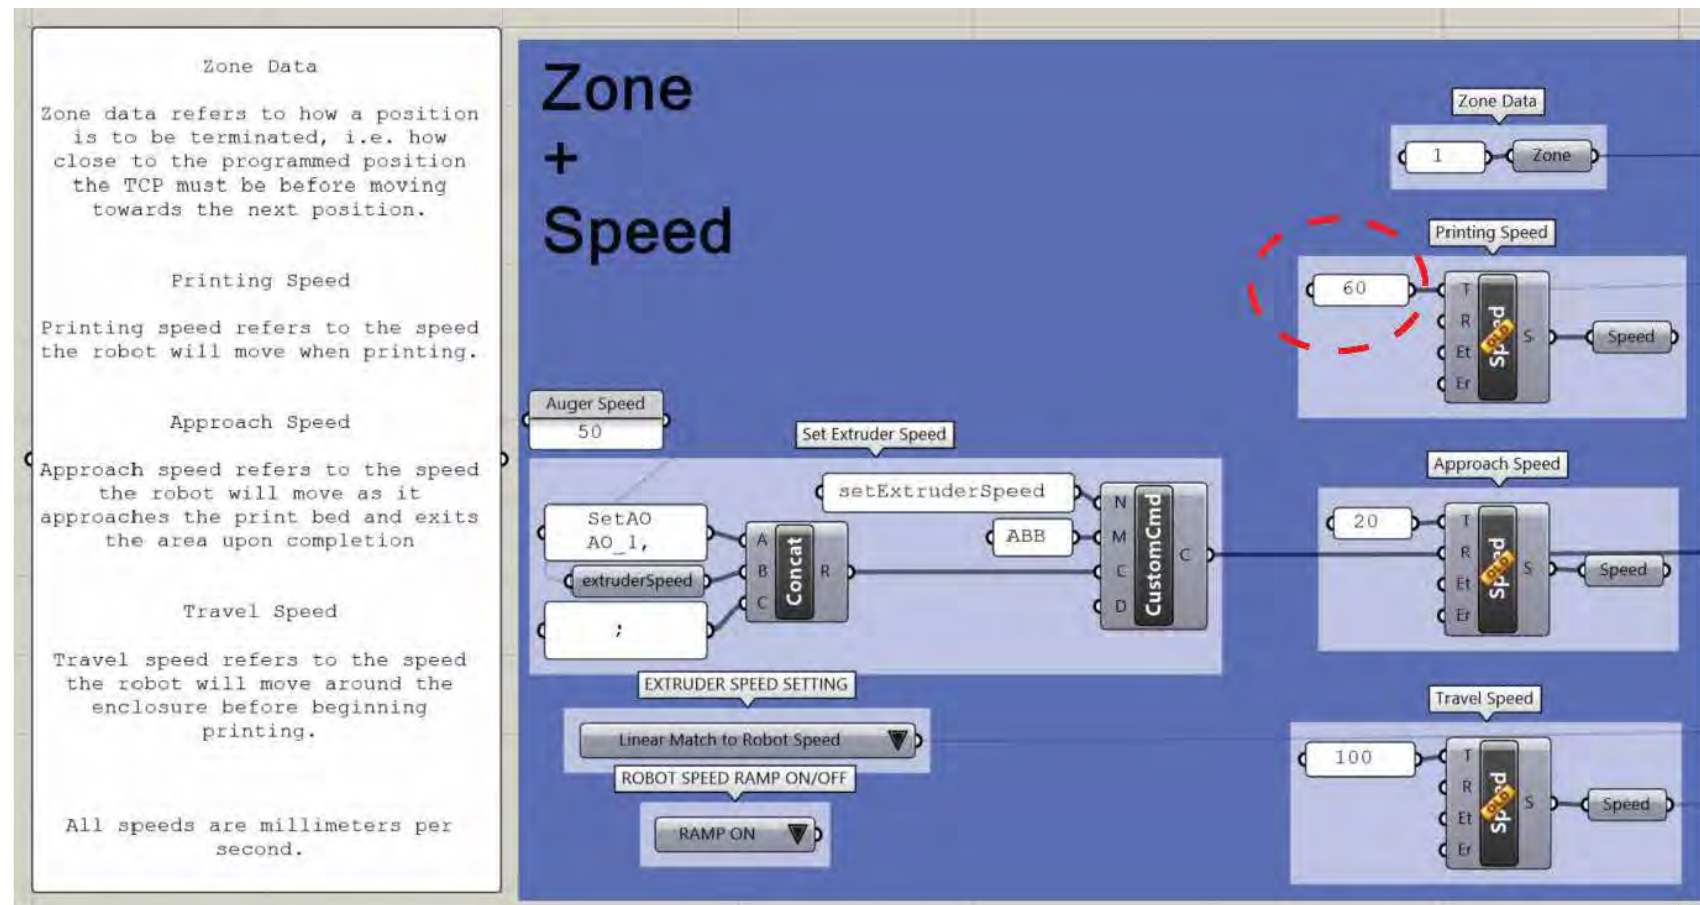 Zone Data
Zone data refers to how a position
is to be terminated, i.e. how
close to the programmed position
the TCP must be before moving
towards the next position.
Printing Speed
Printing speed refers to the speed
the robot will move when printing.
Approach Speed
Approach speed refers to the speed
the robot will move as it
approaches the print bed and exits
the area upon completion
Travel Speed
Travel speed refers to the speed
the robot will move around the
enclosure before beginning
printing.
All speeds are millimeters per
second.
Zone
+
Speed
Auger Speed
50
Set Extruder Speed
SetAO
AO_1,
extruderSpeed
;
A
B
C
Concat
R
setExtruderSpeed
ABB
N
M
C
D
CustomCmd
C
EXTRUDER SPEED SETTING
Linear Match to Robot Speed
ROBOT SPEED RAMP ON/OFF
RAMP ON
Zone Data
1
Zone
Printing Speed
60
T
R
Et
Er
Speed
OLD
S
Speed
Approach Speed
20
T
R
Et
Er
Speed
OLD
S
Speed
Travel Speed
100
T
R
Et
Er
Speed
OLD
S
Speed